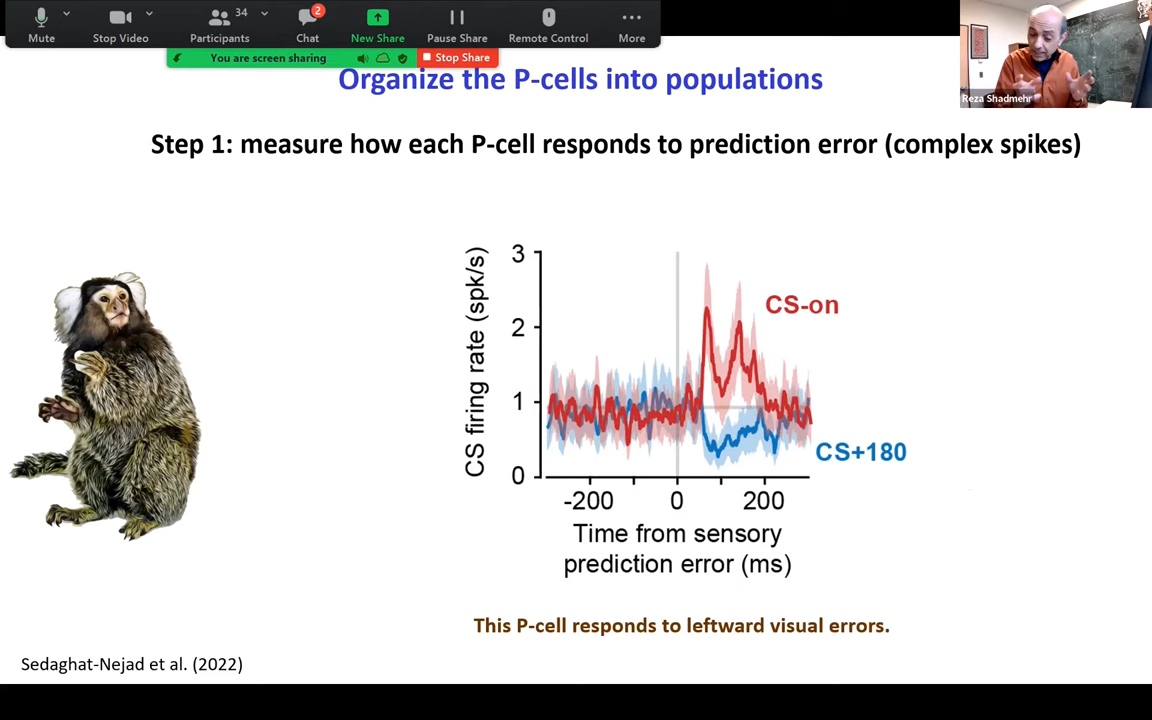 34
2
Mute
Stop Video
Participants
Chat
New Share
Pause Share
Remote Control
More
You are screen sharing
Stop Share
Reza Shadmehr
Organize the P-cells into populations
Step 1: measure how each P-cell responds to prediction error (complex spikes)
CS firing rate (spk/s)
3
2
1
0
CS-on
CS+180
-200
0
200
Time from sensory
prediction error (ms)
This P-cell responds to leftward visual errors.
Sedaghat-Nejad et al. (2022)